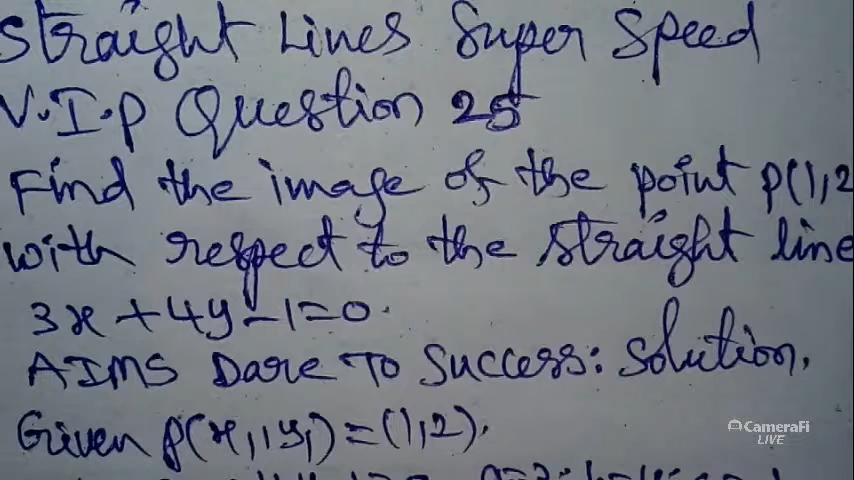 Straight Lines Super Speed
V.I.P Question 25
Find the image of the point P(1,2
with respect to the straight line
3x+4y-1=0.
AIMS Dare To Success: Solution.
Given P(x1,y1)=(1,2).
CameraFi
LIVE